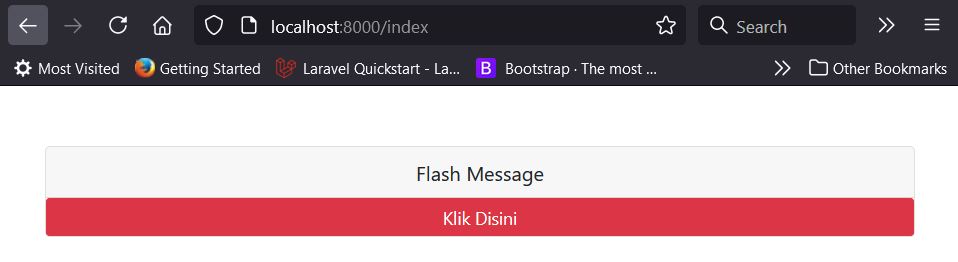 localhost:8000/index
Search
Most Visited
Getting Started
Laravel Quickstart - La...
B
Bootstrap · The most ...
Other Bookmarks
Flash Message
Klik Disini